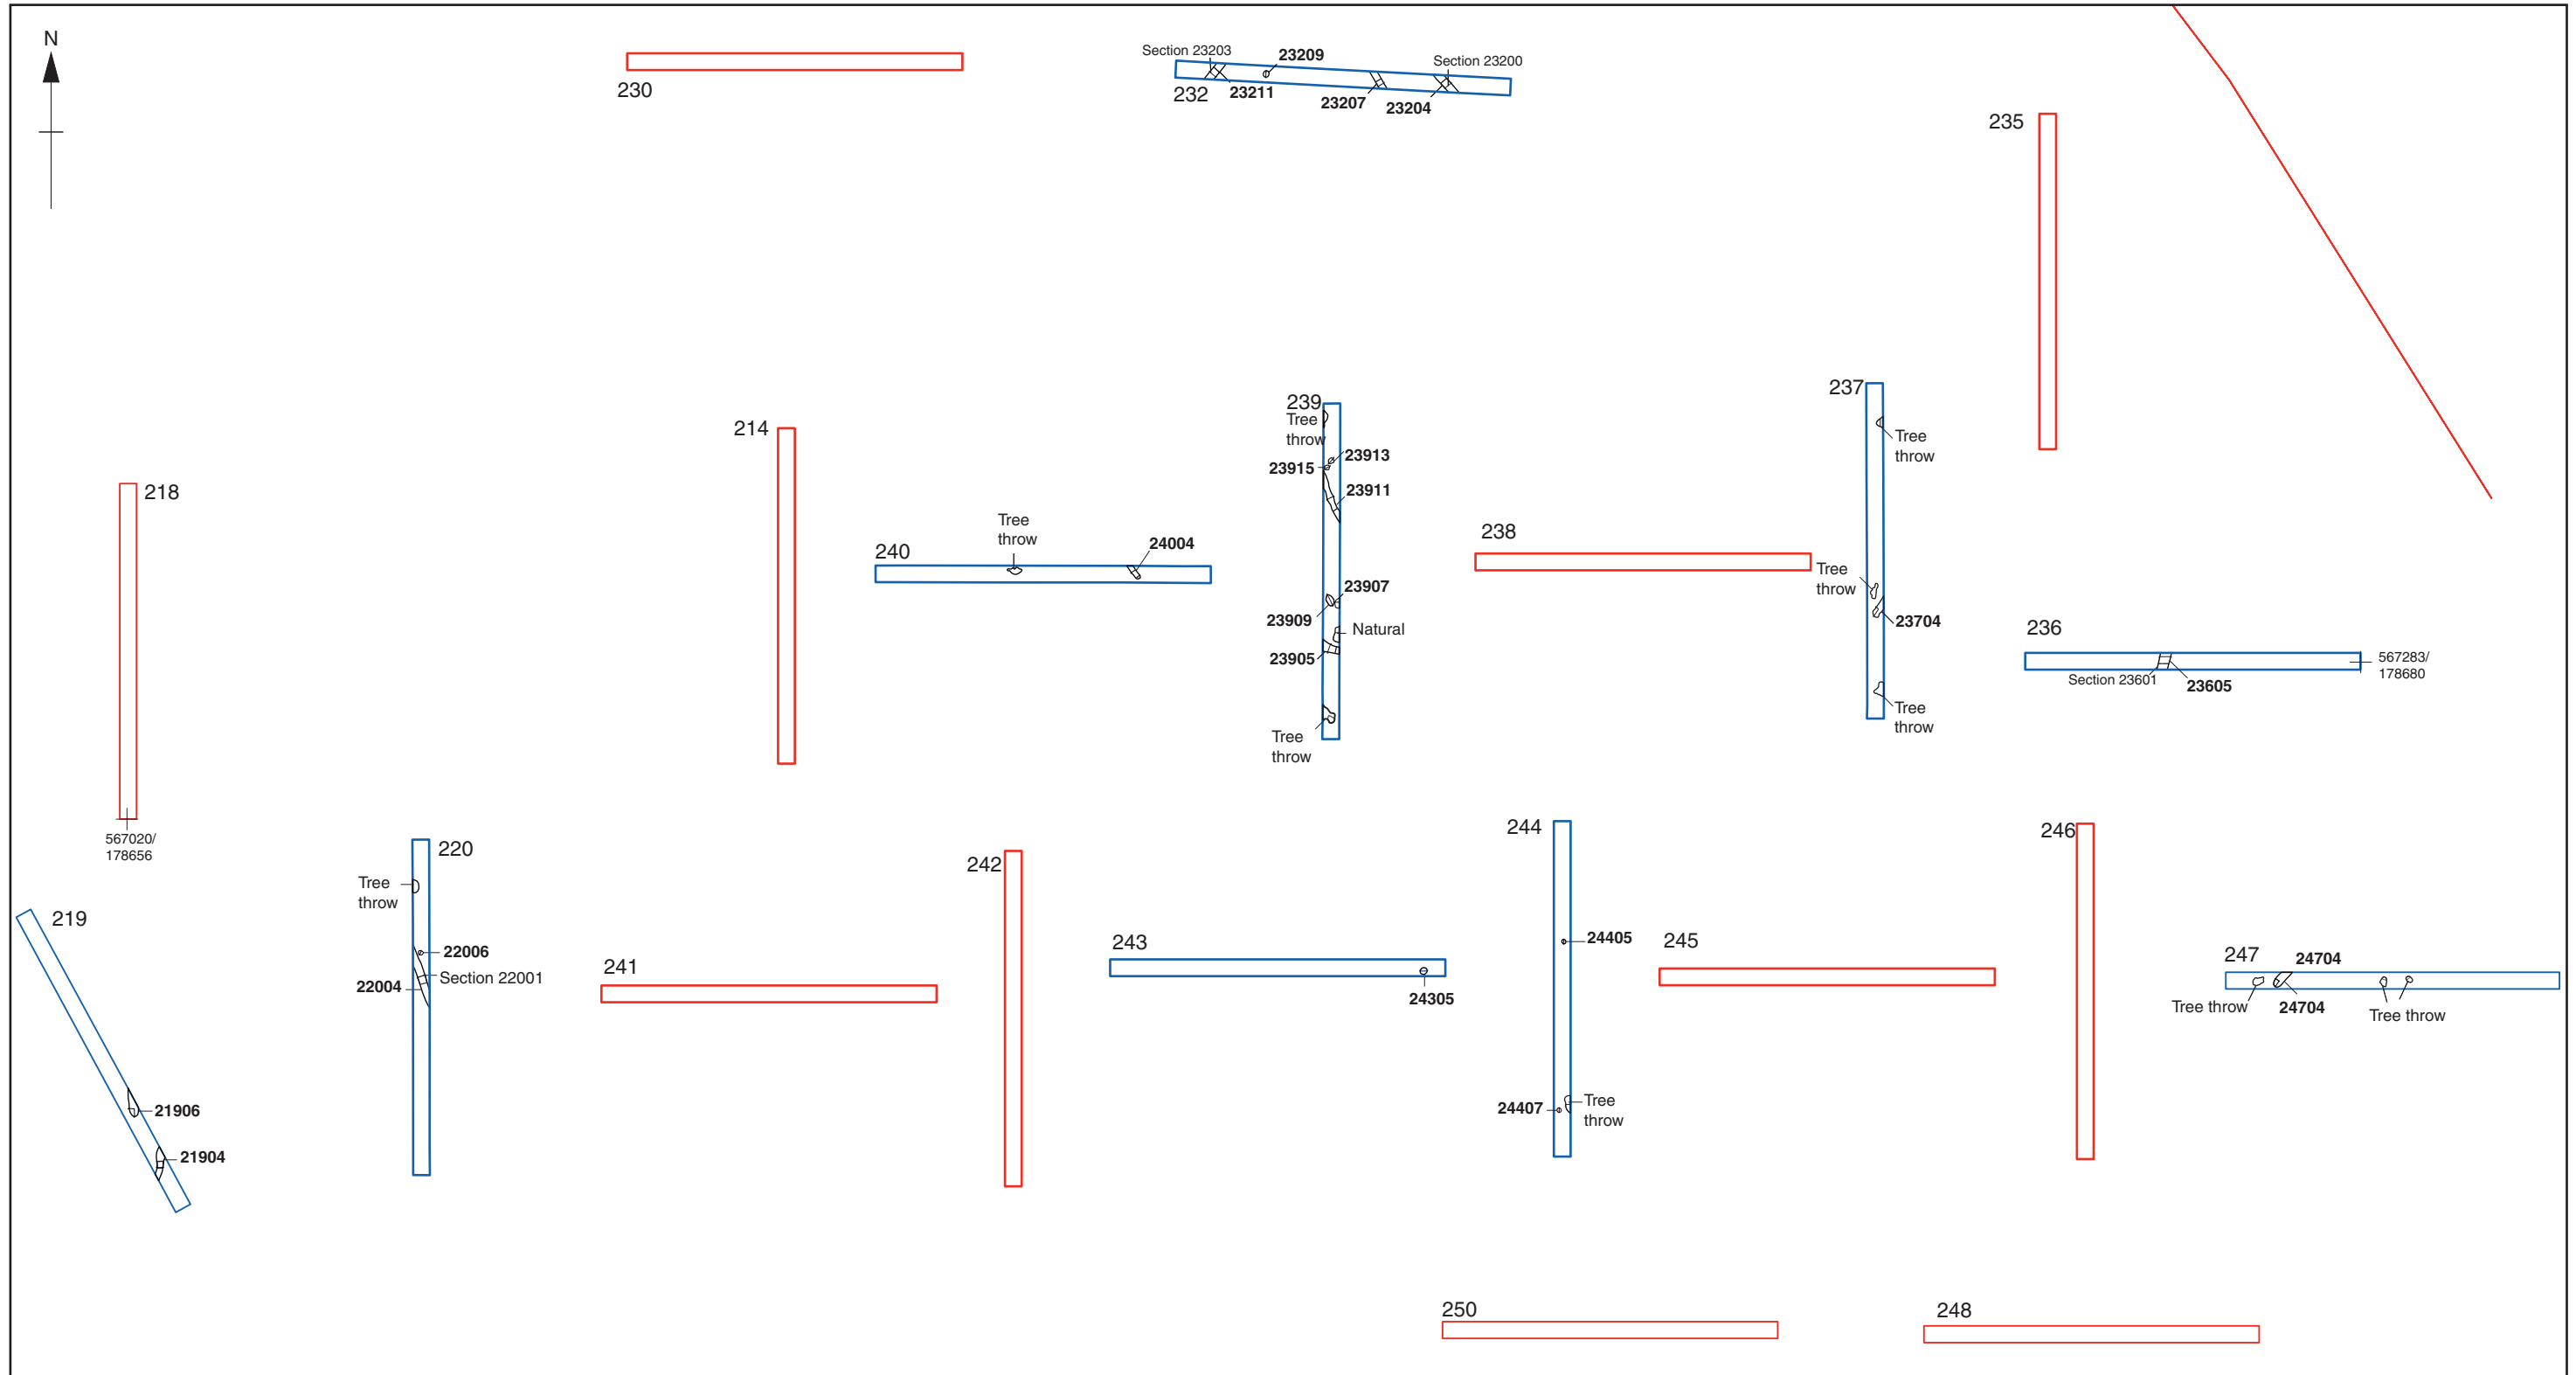 N
230
Section 23203
23209
Section 23200
232
23211
23207
23204
235
237
Tree
throw
239
Tree
throw
23913
23915
23911
214
218
Tree
throw
240
24004
238
Tree
throw
23907
23909
Natural
23905
23704
236
567283/
178680
Section 23601
23605
Tree
throw
Tree
throw
567020/
178656
220
Tree
throw
242
244
246
219
22006
Section 22001
22004
241
243
24305
24405
245
247
24704
Tree throw
24704
Tree throw
21906
21904
24407
Tree
throw
250
248